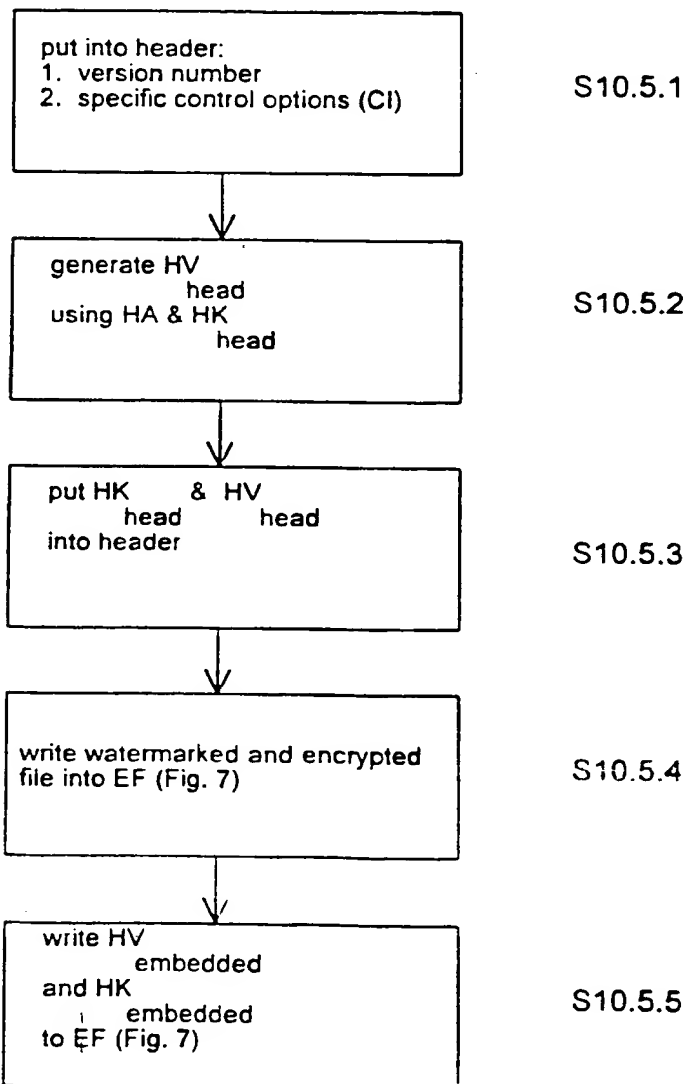 put into header:
1. version number
2. specific control options (CI)
S10.5.1
generate HV
head
using HA & HK
head
S10.5.2
put HK & HV
head head
into header
S10.5.3
write watermarked and encrypted
file into EF (Fig. 7)
S10.5.4
write HV
embedded
and HK
embedded
to EF (Fig. 7)
S10.5.5